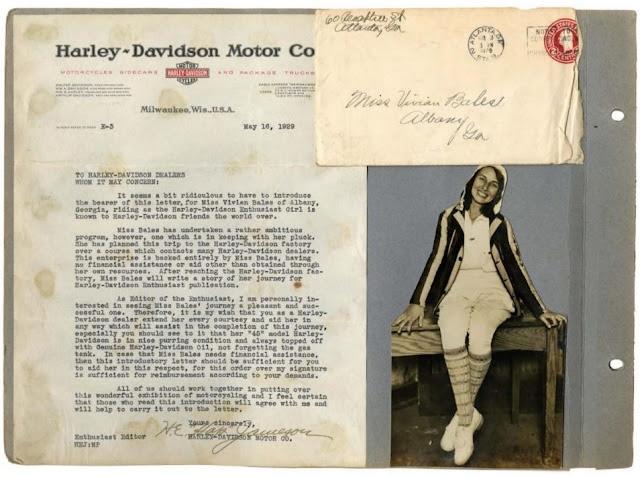 Harley-Davidson Motor Co
MOTORCYCLES SIDECARS HARLEY-DAVIDSON AND PACKAGE TRUCKS
Milwaukee, Wis., U.S.A.
E-3 May 16, 1929
TO HARLEY-DAVIDSON DEALERS
WHOM IT MAY CONCERN:
It seems a bit ridiculous to have to introduce
the bearer of this letter, for Miss Vivian Bales of Albany,
Georgia, riding as the Harley-Davidson Enthusiast Girl is
known to Harley-Davidson friends the world over.
Miss Bales has undertaken a rather ambitious
program, however, one which is in keeping with her pluck.
She has planned this trip to the Harley-Davidson factory
over a course which contacts many Harley-Davidson dealers.
This enterprise is backed entirely by Miss Bales, having
no financial assistance or aid other than obtained through
her own resources. After reaching the Harley-Davidson fac-
tory, Miss Bales will write a story of her journey for
Harley-Davidson Enthusiast publication.
As Editor of the Enthusiast, I am personally in-
terested in seeing Miss Bales' journey a pleasant and suc-
cessful one. Therefore, it is my wish that you as a Harley-
Davidson dealer extend her every courtesy and aid her in
any way which will assist in the completion of this journey,
especially you should see to it that her "45" model Harley-
Davidson is in nice purring condition and always topped off
with Genuine Harley-Davidson Oil, not forgetting the gas
tank. In case that Miss Bales needs financial assistance,
then this introductory letter should be sufficient for you
to aid her in this respect, for this order over my signature
is sufficient for reimbursement according to your demands.
All of us should work together in putting over
this wonderful exhibition of motorcycling and I feel certain
that those who read this introduction will agree with me and
will help to carry it out to the letter.
Yours sincerely,
Enthusiast Editor HARLEY-DAVIDSON MOTOR CO.
HEJ:MP
Atlanta, Ga
ATLANTA
Miss Vivian Bales
Albany
Ga